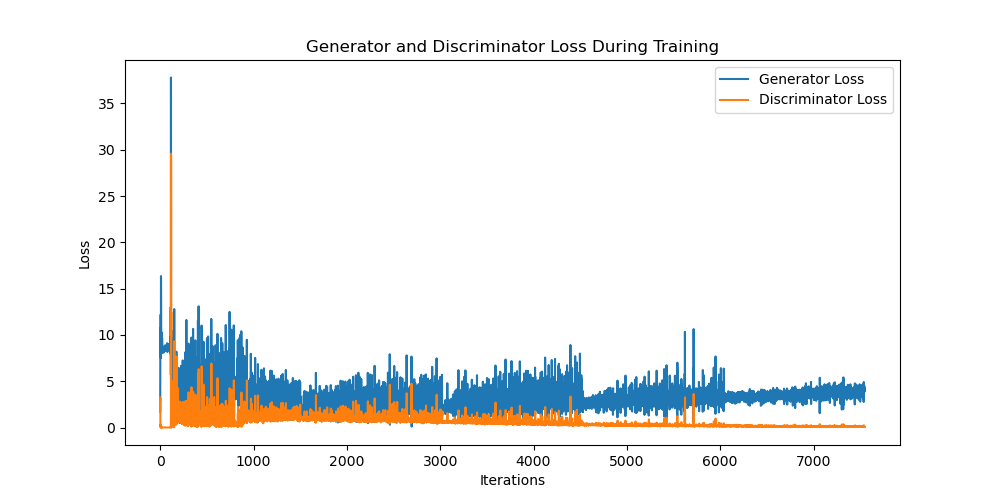 Generator and Discriminator Loss During Training
Generator Loss
Discriminator Loss
35
30
25
20
15
10
5
0
Loss
0 1000 2000 3000 4000 5000 6000 7000
Iterations